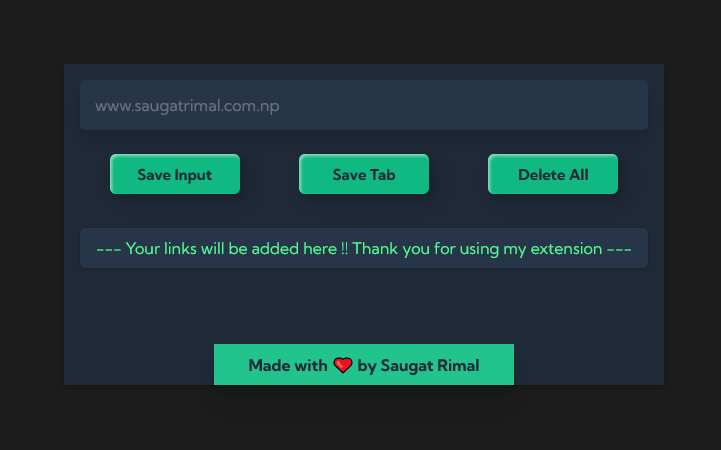 www.saugatrimal.com.np
Save Input Save Tab Delete All
--- Your links will be added here !! Thank you for using my extension ---
Made with ❤️ by Saugat Rimal